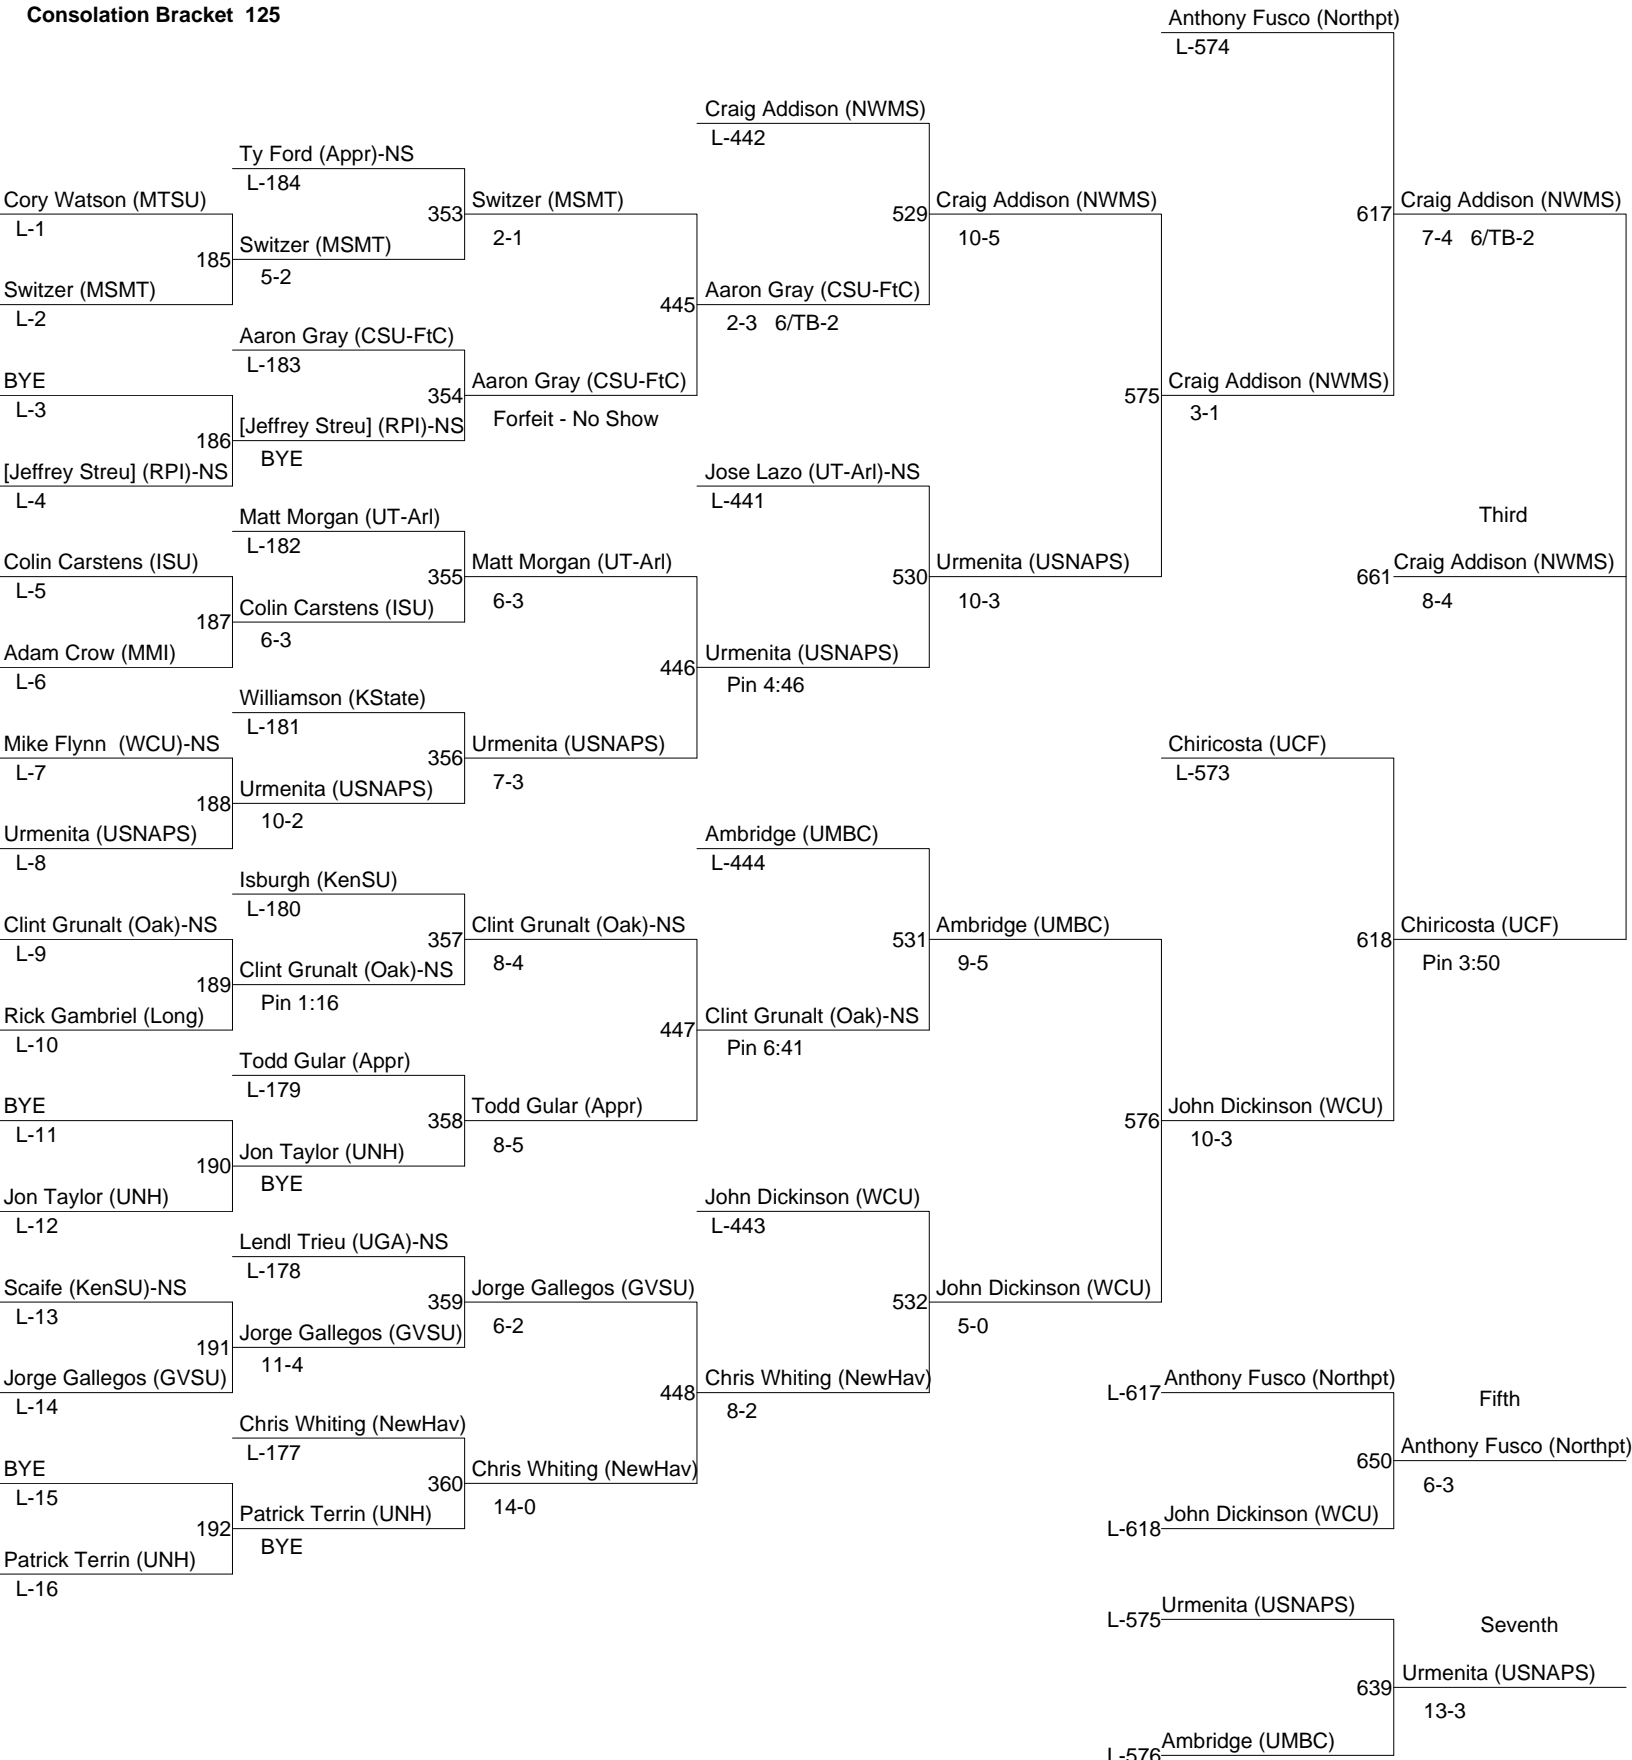 Consolation Bracket  125
Anthony Fusco (Northpt)
L-574
Craig Addison (NWMS)
L-442
Ty Ford (Appr)-NS
L-184
Cory Watson (MTSU)
L-1
353
Switzer (MSMT)
2-1
529
Craig Addison (NWMS)
10-5
617
Craig Addison (NWMS)
7-4   6/TB-2
185
Switzer (MSMT)
5-2
Switzer (MSMT)
L-2
445
Aaron Gray (CSU-FtC)
2-3   6/TB-2
Aaron Gray (CSU-FtC)
L-183
BYE
L-3
354
Aaron Gray (CSU-FtC)
Forfeit - No Show
575
Craig Addison (NWMS)
3-1
186
[Jeffrey Streu] (RPI)-NS
BYE
[Jeffrey Streu] (RPI)-NS
L-4
Jose Lazo (UT-Arl)-NS
L-441
Matt Morgan (UT-Arl)
L-182
Third
Colin Carstens (ISU)
L-5
355
Matt Morgan (UT-Arl)
6-3
530
Urmenita (USNAPS)
10-3
661
Craig Addison (NWMS)
8-4
187
Colin Carstens (ISU)
6-3
Adam Crow (MMI)
L-6
446
Urmenita (USNAPS)
Pin 4:46
Williamson (KState)
L-181
Mike Flynn  (WCU)-NS
L-7
356
Urmenita (USNAPS)
7-3
Chiricosta (UCF)
L-573
188
Urmenita (USNAPS)
10-2
Urmenita (USNAPS)
L-8
Ambridge (UMBC)
L-444
Isburgh (KenSU)
L-180
Clint Grunalt (Oak)-NS
L-9
357
Clint Grunalt (Oak)-NS
8-4
531
Ambridge (UMBC)
9-5
618
Chiricosta (UCF)
Pin 3:50
189
Clint Grunalt (Oak)-NS
Pin 1:16
Rick Gambriel (Long)
L-10
447
Clint Grunalt (Oak)-NS
Pin 6:41
Todd Gular (Appr)
L-179
BYE
L-11
358
Todd Gular (Appr)
8-5
576
John Dickinson (WCU)
10-3
190
Jon Taylor (UNH)
BYE
Jon Taylor (UNH)
L-12
John Dickinson (WCU)
L-443
Lendl Trieu (UGA)-NS
L-178
Scaife (KenSU)-NS
L-13
359
Jorge Gallegos (GVSU)
6-2
532
John Dickinson (WCU)
5-0
191
Jorge Gallegos (GVSU)
11-4
Jorge Gallegos (GVSU)
L-14
448
Chris Whiting (NewHav)
8-2
L-617
Anthony Fusco (Northpt)
Fifth
Chris Whiting (NewHav)
L-177
BYE
L-15
360
Chris Whiting (NewHav)
14-0
650
Anthony Fusco (Northpt)
6-3
192
Patrick Terrin (UNH)
BYE
L-618
John Dickinson (WCU)
Patrick Terrin (UNH)
L-16
L-575
Urmenita (USNAPS)
Seventh
639
Urmenita (USNAPS)
13-3
L-576
Ambridge (UMBC)